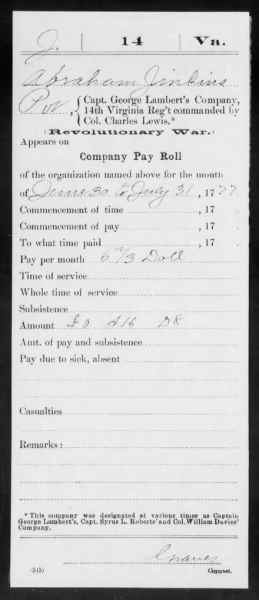 J. 14 Va.
Abraham Jinkins
Pvt., Capt. George Lambert's Company,
14th Virginia Reg't commanded by
Col. Charles Lewis.*
(Revolutionary War.)
Appears on
Company Pay Roll
of the organization named above for the month
of June 30 to July 31, 1777
Commencement of time , 17
Commencement of pay , 17
To what time paid , 17
Pay per month 6 2/3 Doll
Time of service
Whole time of service
Subsistence
Amount £2 S16 D8
Amt. of pay and subsistence
Pay due to sick, absent
Casualties
Remarks:
*This company was designated at various times as Captain
George Lambert's, Capt. Syrus L. Roberts' and Col. William Davies'
Company.
Graves
(545) Copyist.